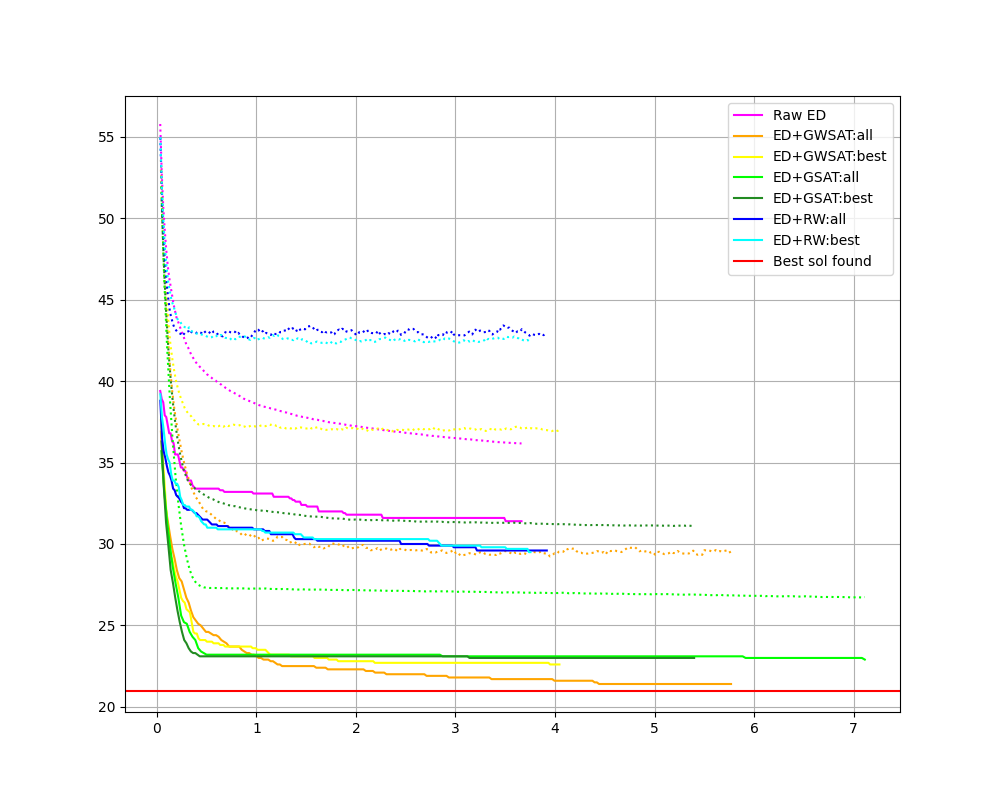 55
50
45
40
35
30
25
20
0 1 2 3 4 5 6 7
Raw ED
ED+GWSAT:all
ED+GWSAT:best
ED+GSAT:all
ED+GSAT:best
ED+RW:all
ED+RW:best
Best sol found